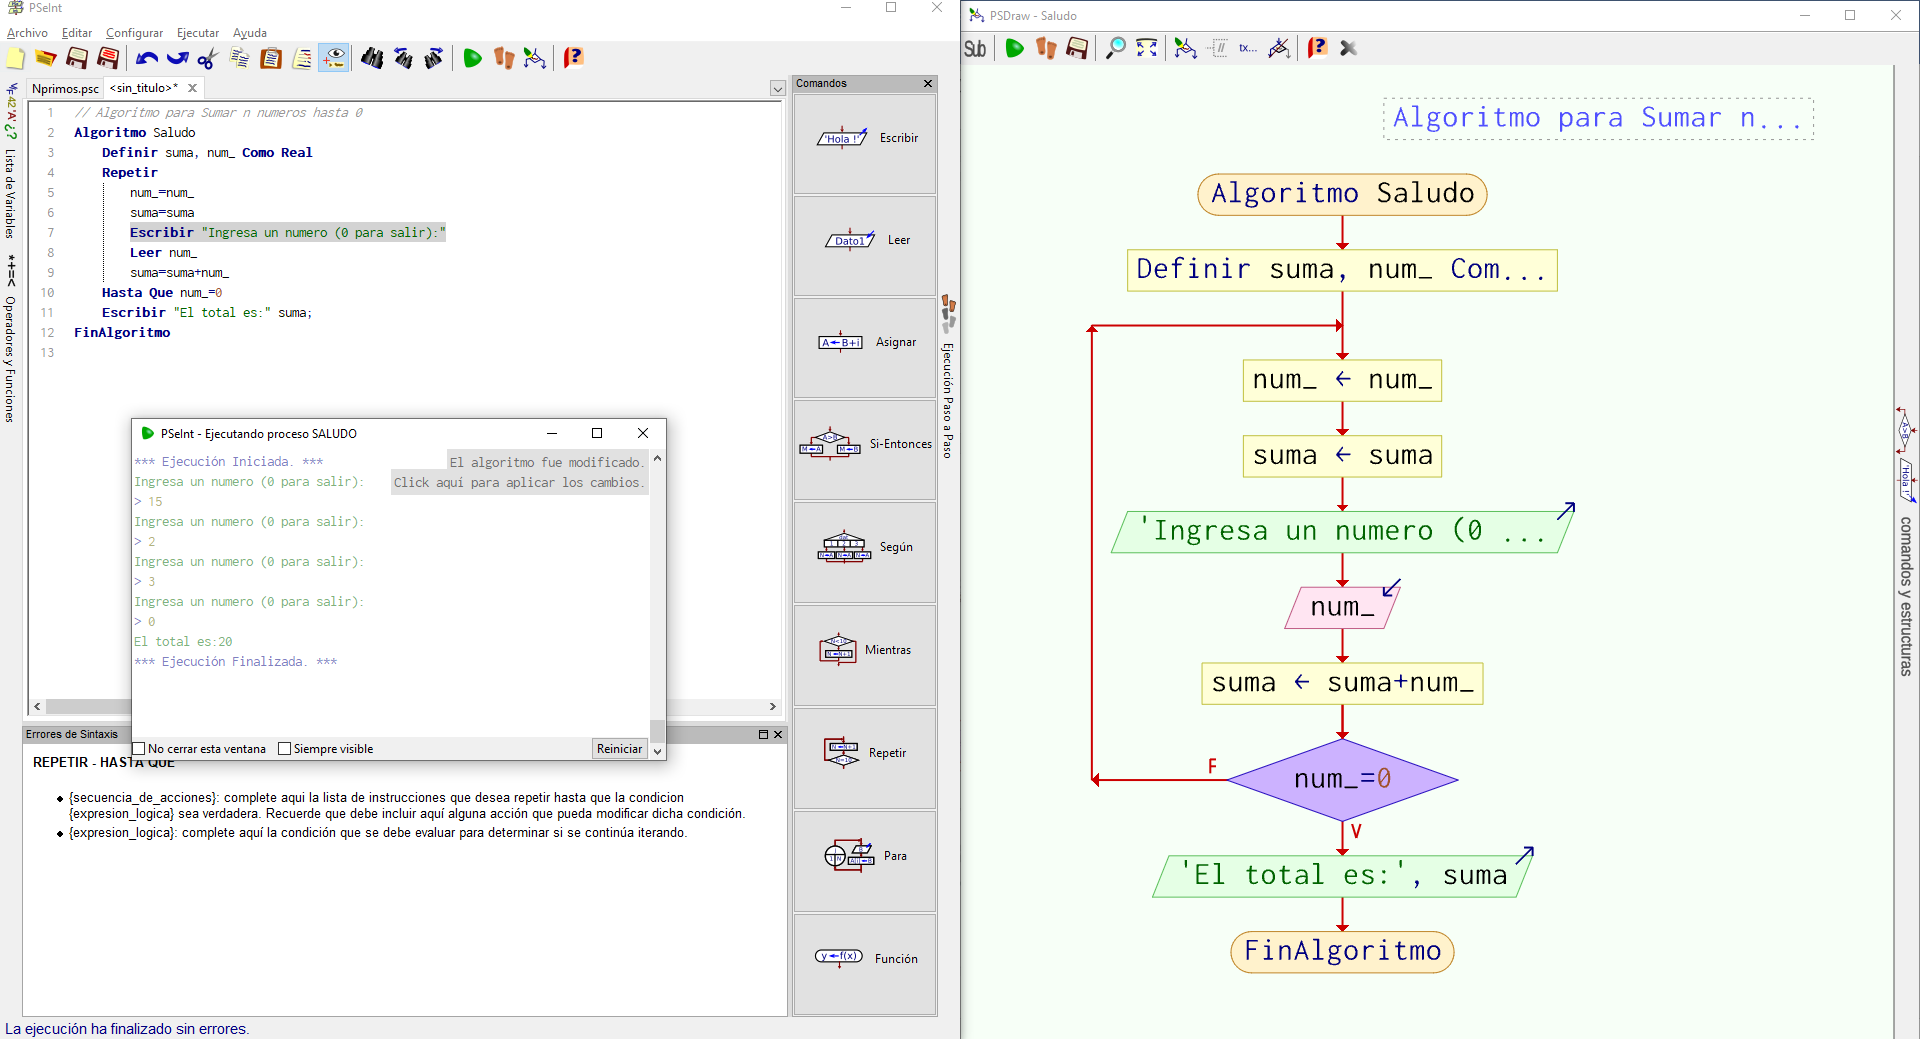 PSeInt
Archivo Editar Configurar Ejecutar Ayuda
Nprimos.psc <sin_titulo>*
Lista de Variables
*+=< Operadores y Funciones
1 // Algoritmo para Sumar n numeros hasta 0
2 Algoritmo Saludo
3 Definir suma, num_ Como Real
4 Repetir
5 num_=num_
6 suma=suma
7 Escribir "Ingresa un numero (0 para salir):"
8 Leer num_
9 suma=suma+num_
10 Hasta Que num_=0
11 Escribir "El total es:" suma;
12 FinAlgoritmo
13
PSeInt - Ejecutando proceso SALUDO
*** Ejecución Iniciada. ***
El algoritmo fue modificado.
Click aquí para aplicar los cambios.
Ingresa un numero (0 para salir):
> 15
Ingresa un numero (0 para salir):
> 2
Ingresa un numero (0 para salir):
> 3
Ingresa un numero (0 para salir):
> 0
El total es:20
*** Ejecución Finalizada. ***
No cerrar esta ventana Siempre visible Reiniciar
Errores de Sintaxis
REPETIR - HASTA QUE
{secuencia_de_acciones}: complete aqui la lista de instrucciones que desea repetir hasta que la condicion
{expresion_logica} sea verdadera. Recuerde que debe incluir aquí alguna acción que pueda modificar dicha condición.
{expresion_logica}: complete aquí la condición que se debe evaluar para determinar si se continúa iterando.
La ejecución ha finalizado sin errores.
Comandos
'Hola !' Escribir
Dato1 Leer
A←B+i Asignar
A>B M←A M←B Si-Entonces
Según
Mientras
Repetir
Para
y←f(x) Función
Ejecución Paso a Paso
PSDraw - Saludo
Sub
tx...
Algoritmo para Sumar n...
Algoritmo Saludo
Definir suma, num_ Com...
num_ ← num_
suma ← suma
'Ingresa un numero (0 ...
num_
suma ← suma+num_
F
num_=0
V
'El total es:', suma
FinAlgoritmo
A>B
'Hola !'
comandos y estructuras